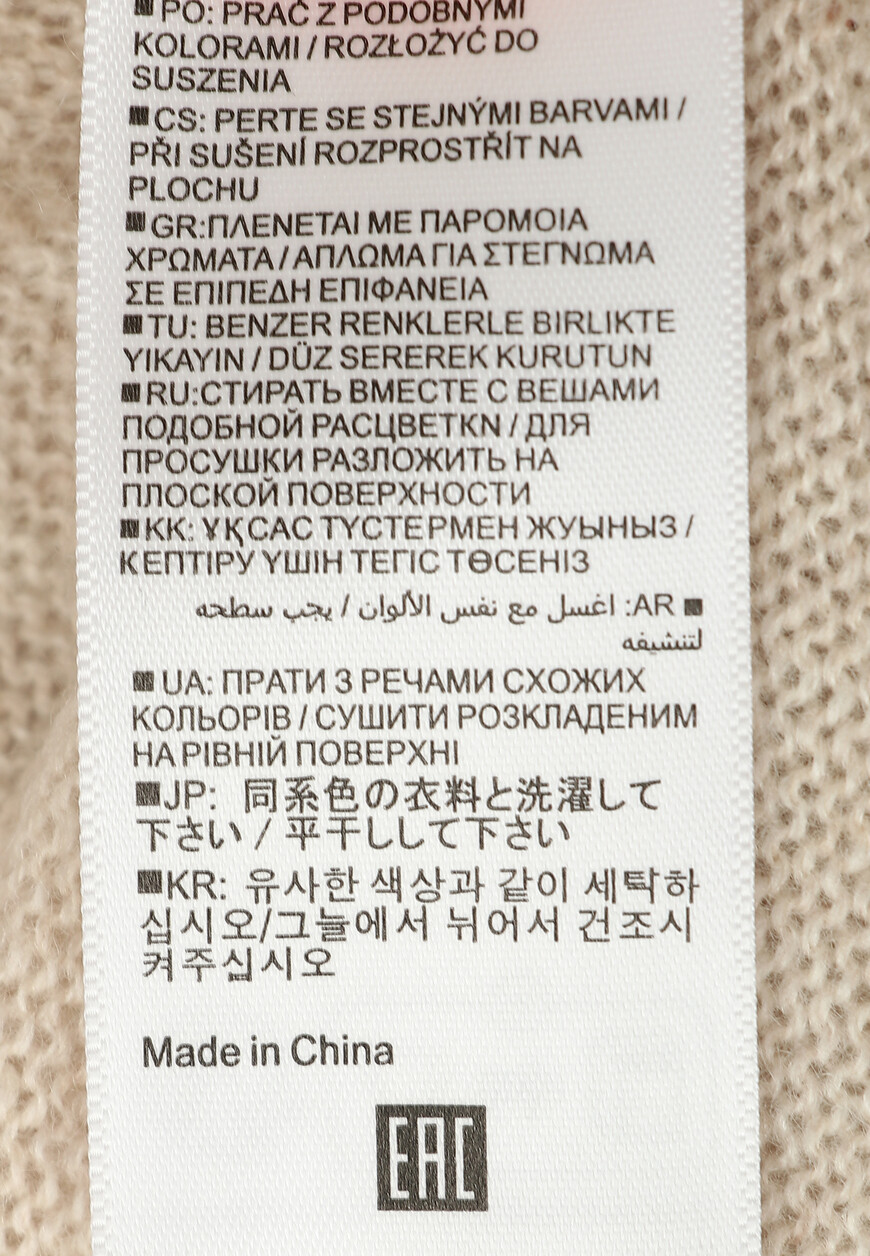 PO: PRAĆ Z PODOBNYMI
KOLORAMI / ROZŁOŻYĆ DO
SUSZENIA
CS: PERTE SE STEJNÝMI BARVAMI /
PŘI SUŠENÍ ROZPROSTŘÍT NA
PLOCHU
GR:ΠΛΕΝΕΤΑΙ ΜΕ ΠΑΡΟΜΟΙΑ
ΧΡΩΜΑΤΑ / ΑΠΛΩΜΑ ΓΙΑ ΣΤΕΓΝΩΜΑ
ΣΕ ΕΠΙΠΕΔΗ ΕΠΙΦΑΝΕΙΑ
TU: BENZER RENKLERLE BIRLIKTE
YIKAYIN / DÜZ SEREREK KURUTUN
RU:СТИРАТЬ ВМЕСТЕ С ВЕШАМИ
ПОДОБНОЙ РАСЦВЕТКN / ДЛЯ
ПРОСУШКИ РАЗЛОЖИТЬ НА
ПЛОСКОЙ ПОВЕРХНОСТИ
KK: ҰҚСАС ТҮСТЕРМЕН ЖУЫНЫЗ /
КЕПТІРУ ҮШІН ТЕГІС ТӨСЕНІЗ
AR: اغسل مع نفس الألوان / يجب سطحه
لتنشيفه
UA: ПРАТИ З РЕЧАМИ СХОЖИХ
КОЛЬОРІВ / СУШИТИ РОЗКЛАДЕНИМ
НА РІВНІЙ ПОВЕРХНІ
JP: 同系色の衣料と洗濯して
下さい / 平干ししして下さい
KR: 유사한 색상과 같이 세탁하
십시오/그늘에서 뉘어서 건조시
켜주십시오
Made in China
EAC